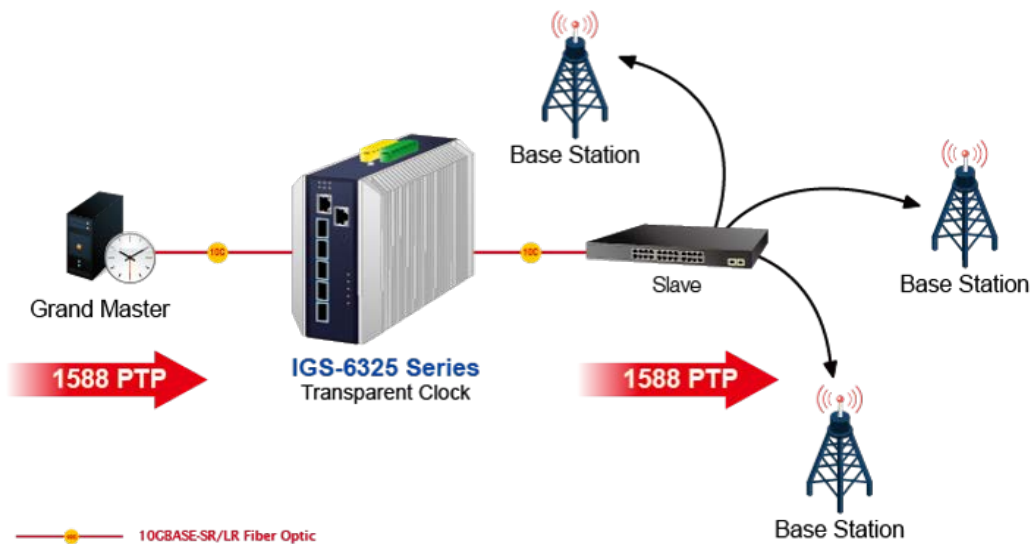 Base Station
10G
10G
Base Station
Grand Master
Slave
IGS-6325 Series
Transparent Clock
1588 PTP
1588 PTP
Base Station
10G
10GBASE-SR/LR Fiber Optic